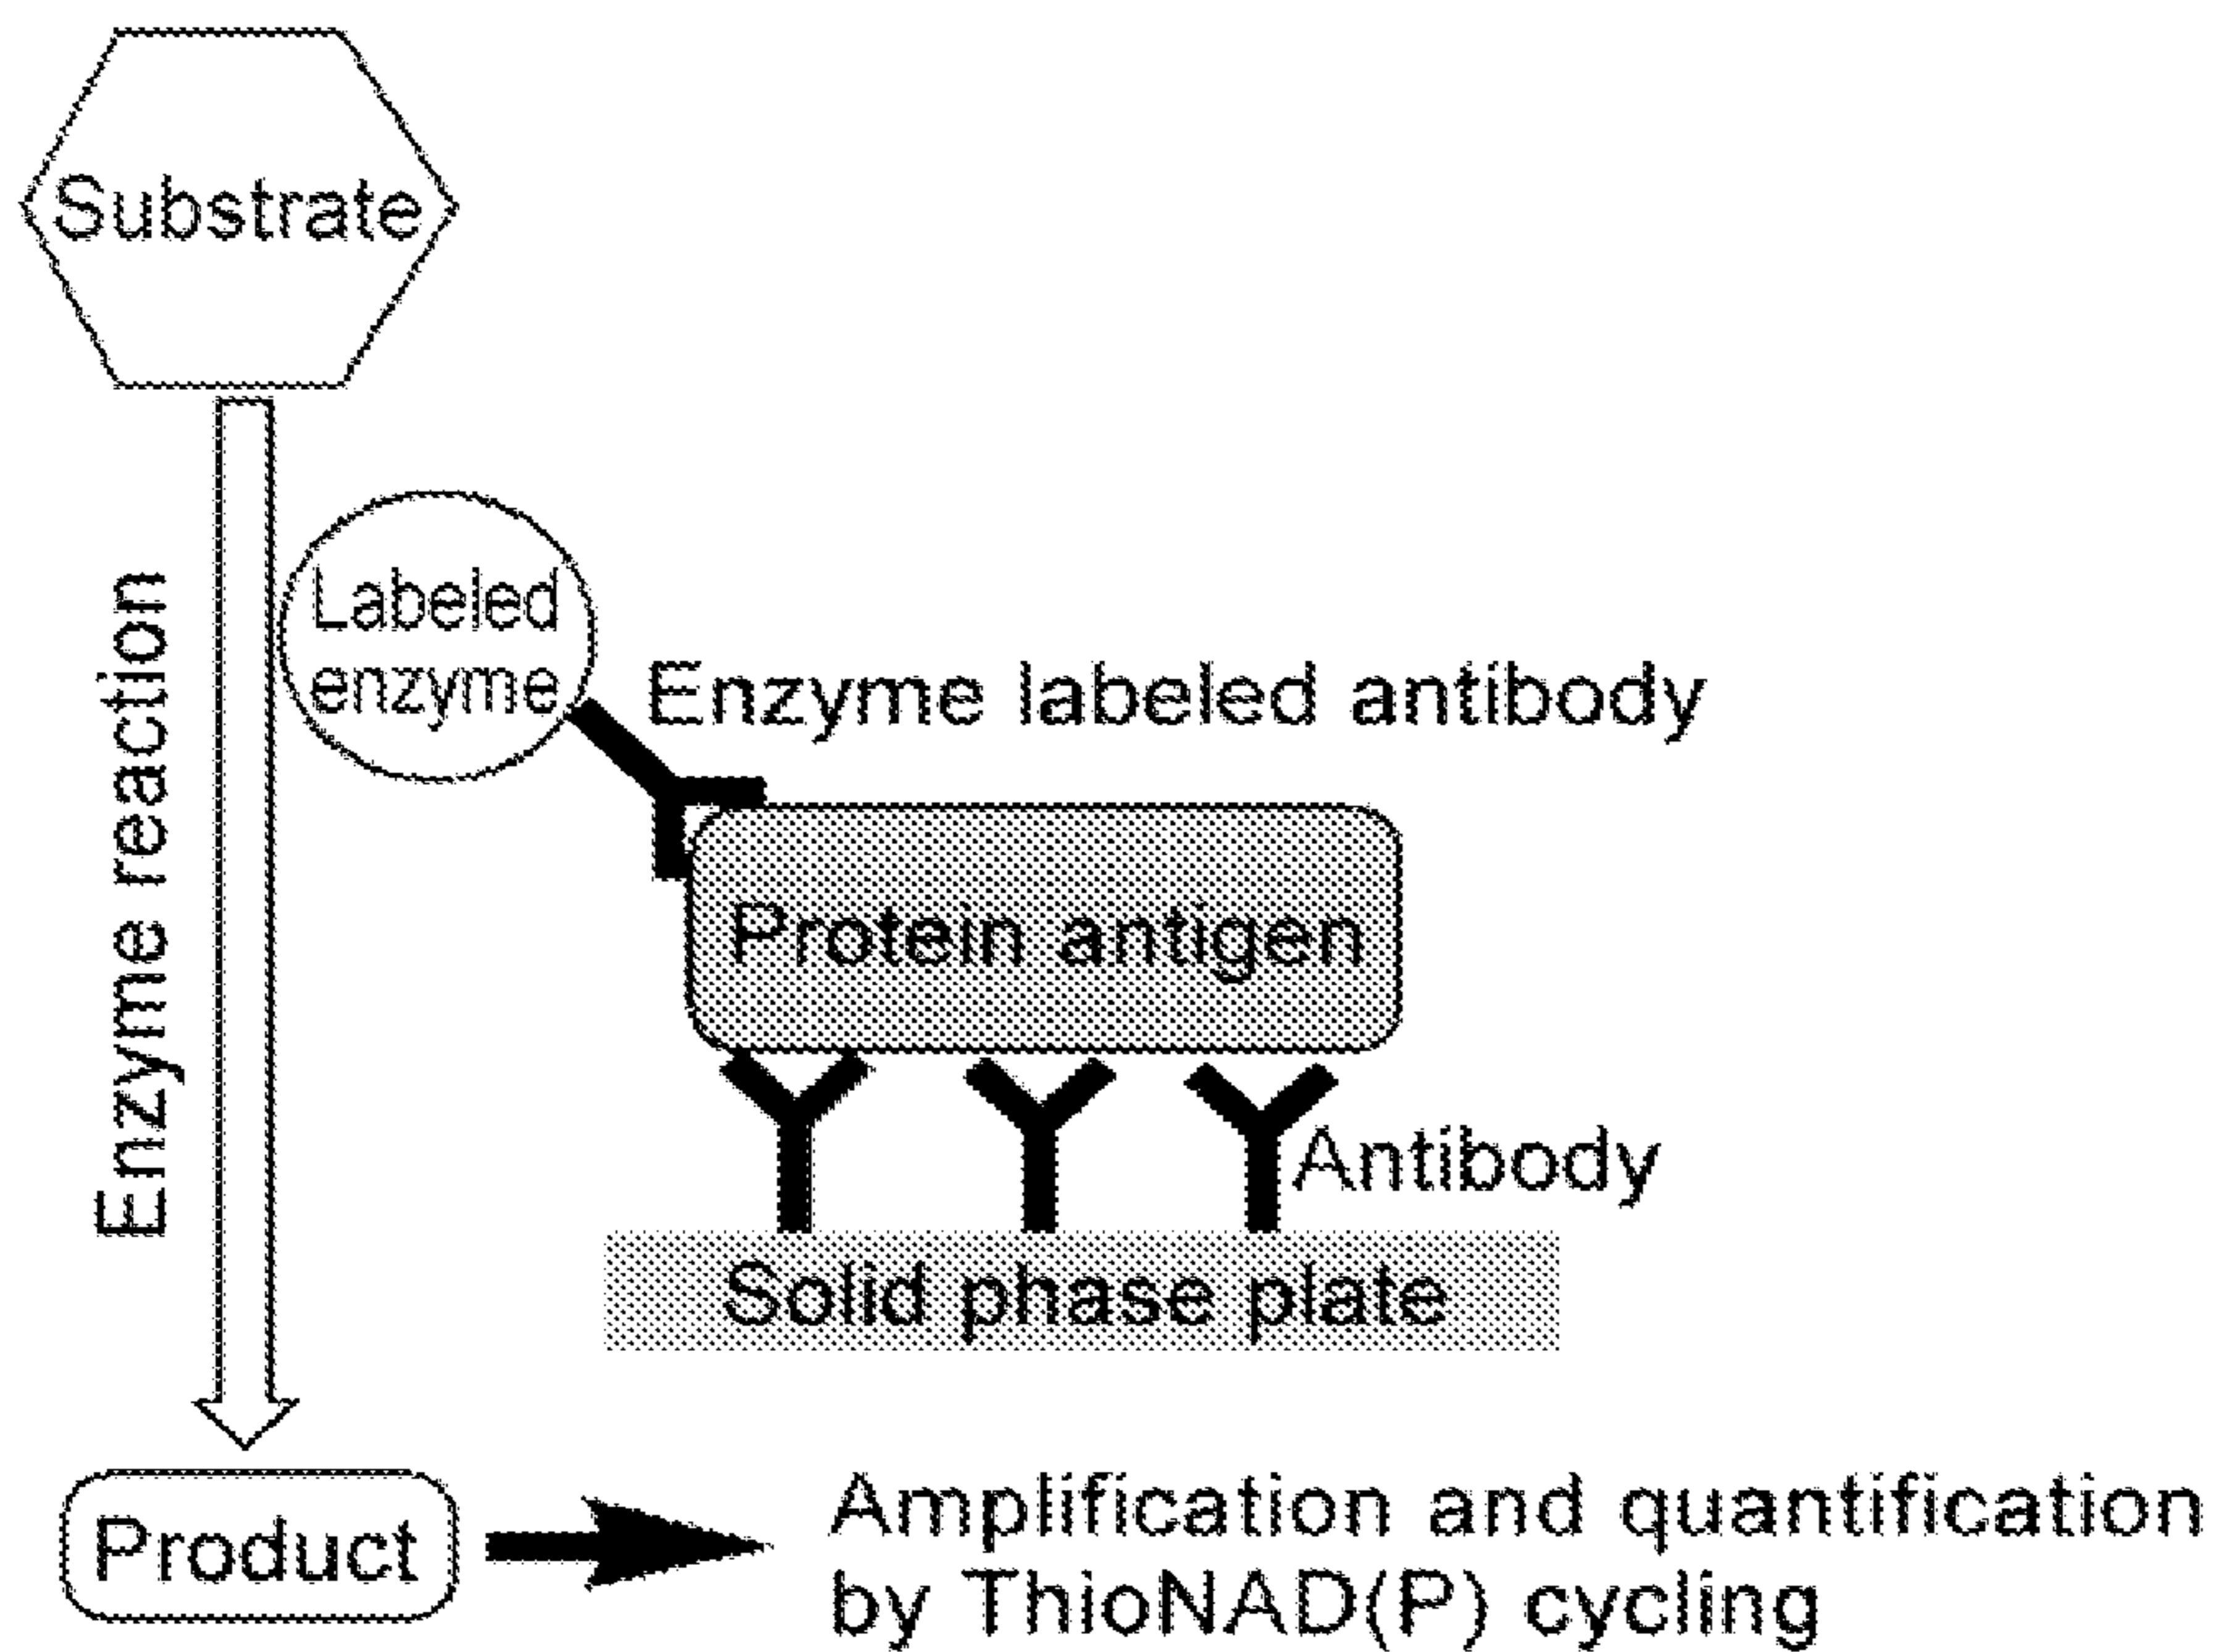 Substrate
Enzyme reaction
Labeled
enzyme
Enzyme labeled antibody
Protein antigen
Antibody
Solid phase plate
Product
Amplification and quantification
by ThioNAD(P) cycling